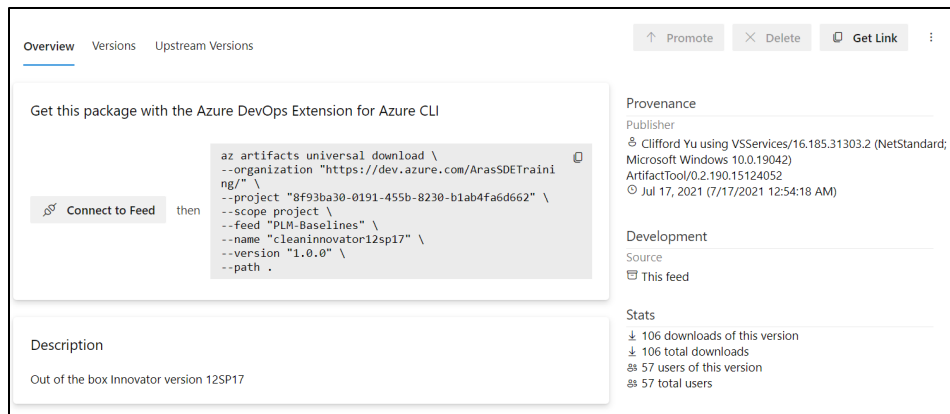 Overview Versions Upstream Versions
Promote Delete Get Link
Get this package with the Azure DevOps Extension for Azure CLI
Connect to Feed then
az artifacts universal download \
--organization "https://dev.azure.com/ArasSDETraini
ng/" \
--project "8f93ba30-0191-455b-8230-b1ab4fa6d662" \
--scope project \
--feed "PLM-Baselines" \
--name "cleaninnovator12sp17" \
--version "1.0.0" \
--path .
Description
Out of the box Innovator version 12SP17
Provenance
Publisher
Clifford Yu using VSServices/16.185.31303.2 (NetStandard;
Microsoft Windows 10.0.19042)
ArtifactTool/0.2.190.15124052
Jul 17, 2021 (7/17/2021 12:54:18 AM)
Development
Source
This feed
Stats
106 downloads of this version
106 total downloads
57 users of this version
57 total users